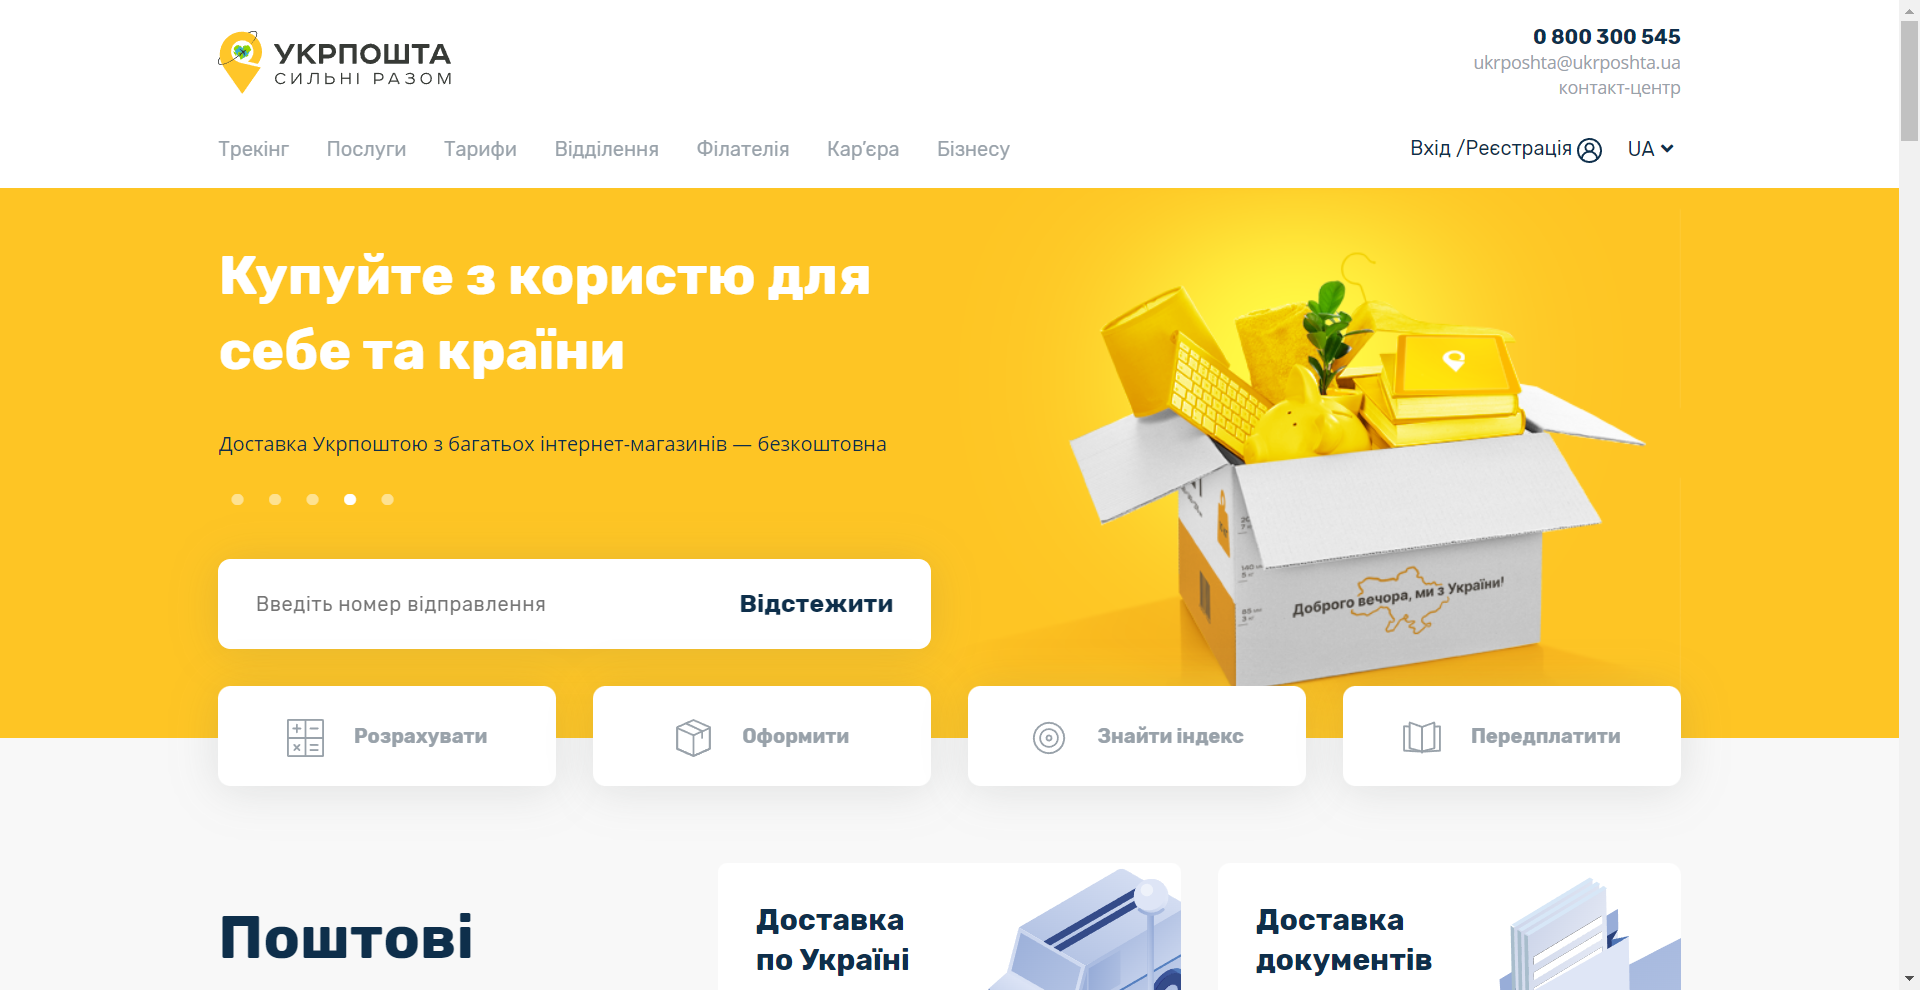 УКРПОШТА
СИЛЬНІ РАЗОМ
0 800 300 545
ukrposhta@ukrposhta.ua
контакт-центр
Трекінг Послуги Тарифи Відділення Філателія Кар’єра Бізнесу
Вхід /Реєстрація UA
Купуйте з користю для
себе та країни
Доставка Укрпоштою з багатьох інтернет-магазинів — безкоштовна
Доброго вечора, ми з України!
Введіть номер відправлення
Відстежити
Розрахувати
Оформити
Знайти індекс
Передплатити
Поштові
Доставка
по Україні
Доставка
документів